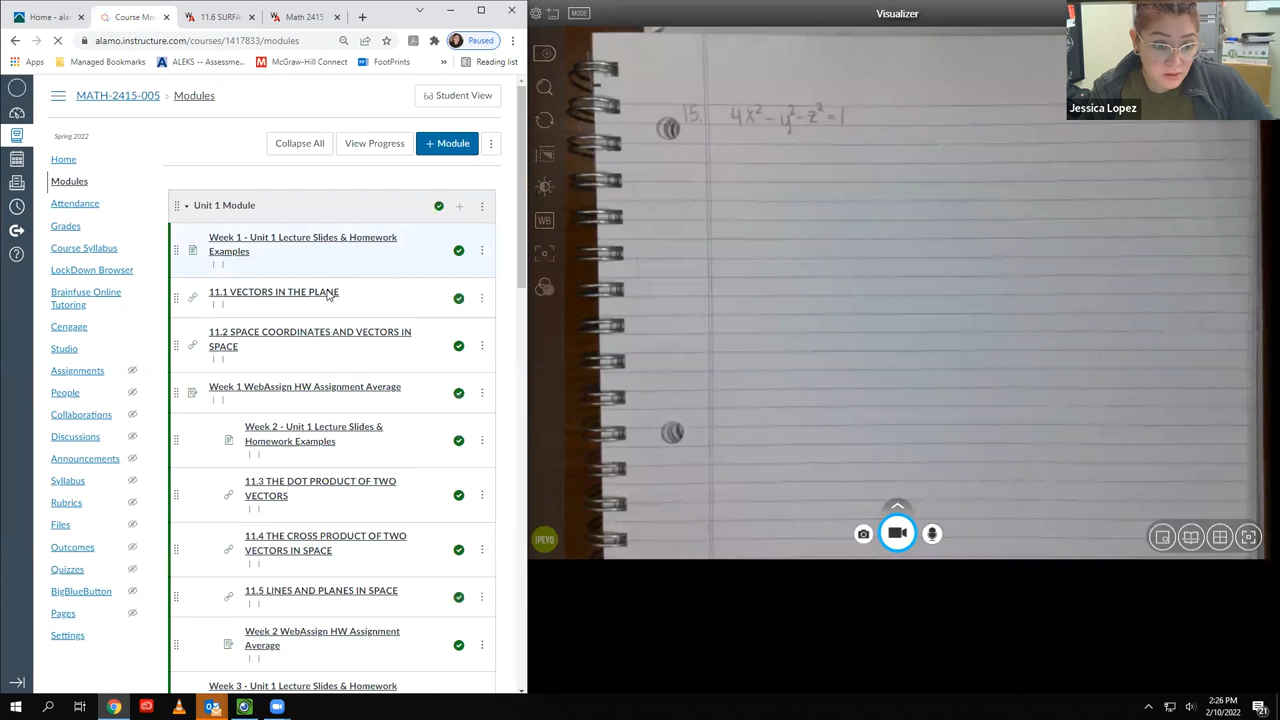 Home - alam
Course Mo
11.6 SURFA
Math 2415
alamo.instructure.com/courses/1417833/modules
Paused
Apps
Managed Bookmarks
ALEKS -- Assessme...
McGraw-Hill Connect
FootPrints
Reading list
MATH-2415-005 › Modules
Student View
Spring 2022
Home
Modules
Attendance
Grades
Course Syllabus
LockDown Browser
Brainfuse Online
Tutoring
Cengage
Studio
Assignments
People
Collaborations
Discussions
Announcements
Syllabus
Rubrics
Files
Outcomes
Quizzes
BigBlueButton
Pages
Settings
Collapse All
View Progress
+ Module
Unit 1 Module
Week 1 - Unit 1 Lecture Slides & Homework
Examples
11.1 VECTORS IN THE PLANE
11.2 SPACE COORDINATES AND VECTORS IN
SPACE
Week 1 WebAssign HW Assignment Average
Week 2 - Unit 1 Lecture Slides &
Homework Examples
11.3 THE DOT PRODUCT OF TWO
VECTORS
11.4 THE CROSS PRODUCT OF TWO
VECTORS IN SPACE
11.5 LINES AND PLANES IN SPACE
Week 2 WebAssign HW Assignment
Average
Week 3 - Unit 1 Lecture Slides & Homework
MODE
Visualizer
WB
IPEVO
15. 4x² - y² - z² = 1
Jessica Lopez
2:26 PM
2/10/2022
21